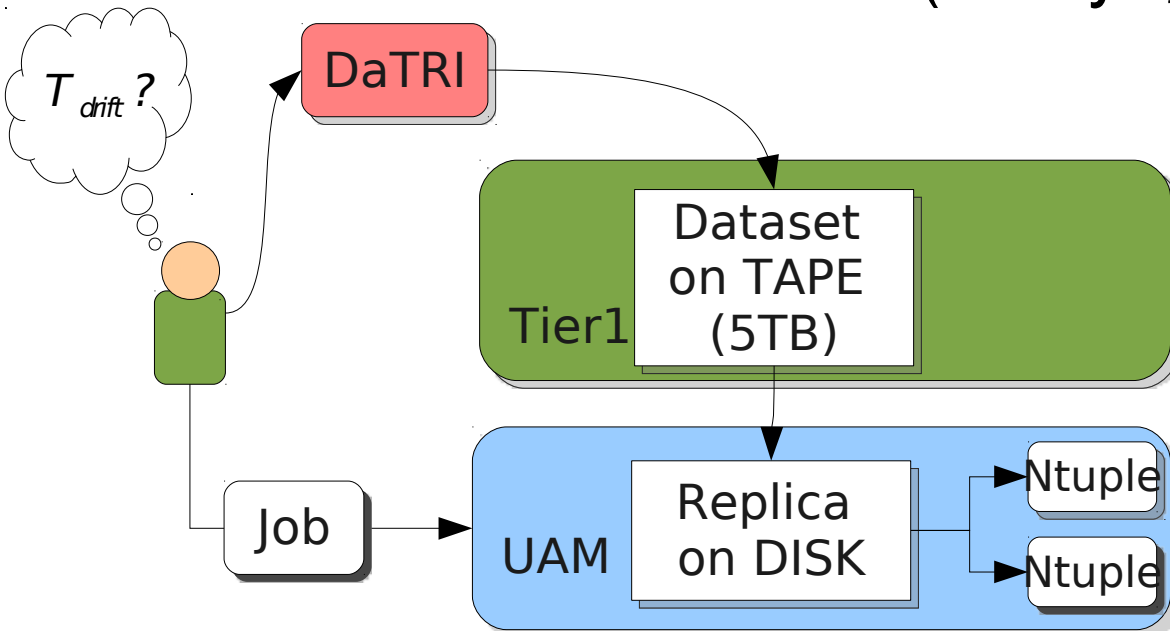 T drift ?
DaTRI
Dataset
on TAPE
(5TB)
Tier1
Replica
on DISK
UAM
Job
Ntuple
Ntuple